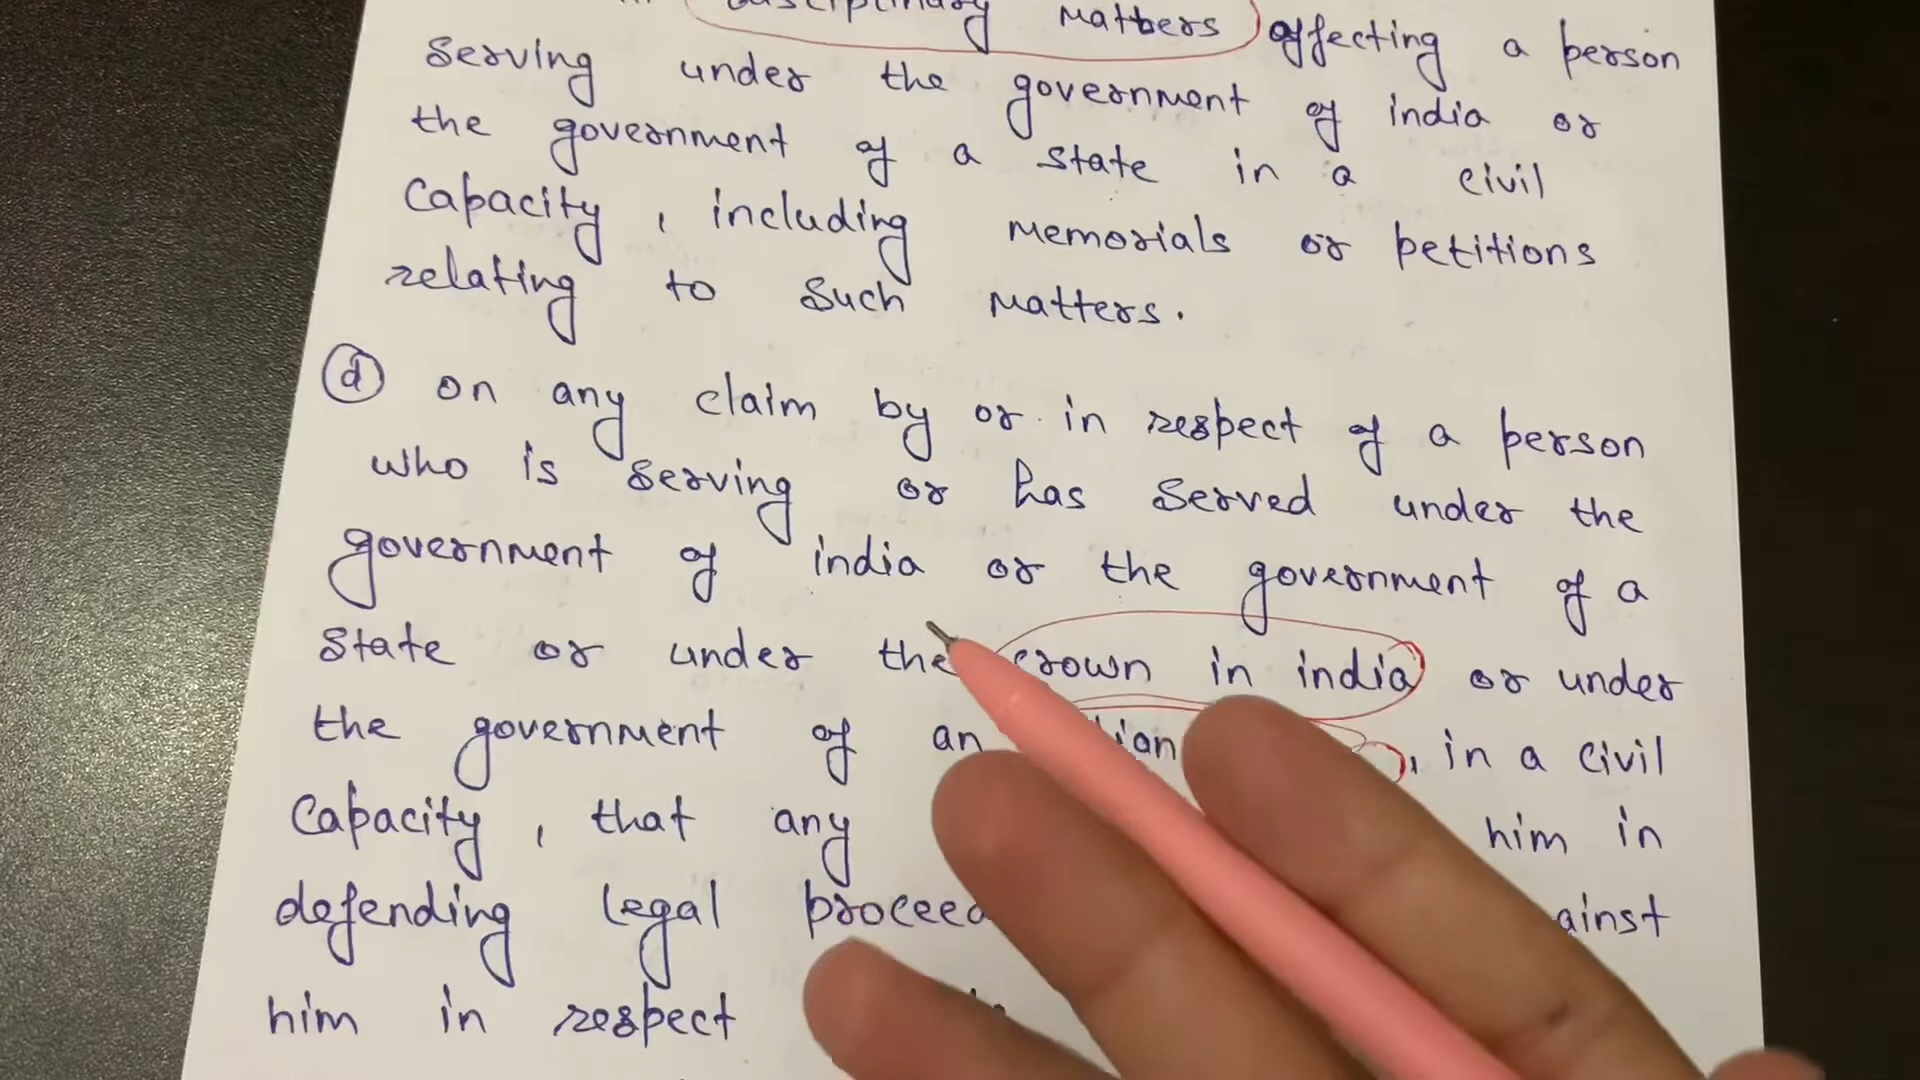 disciplinary matters affecting a person
serving under the government of india or
the government of a state in a civil
capacity, including memorials or petitions
relating to such matters.
(d) on any claim by or in respect of a person
who is serving or has served under the
government of india or the government of a
state or under the crown in india or under
the government of an in a civil
capacity, that any him in
defending legal
him in respect